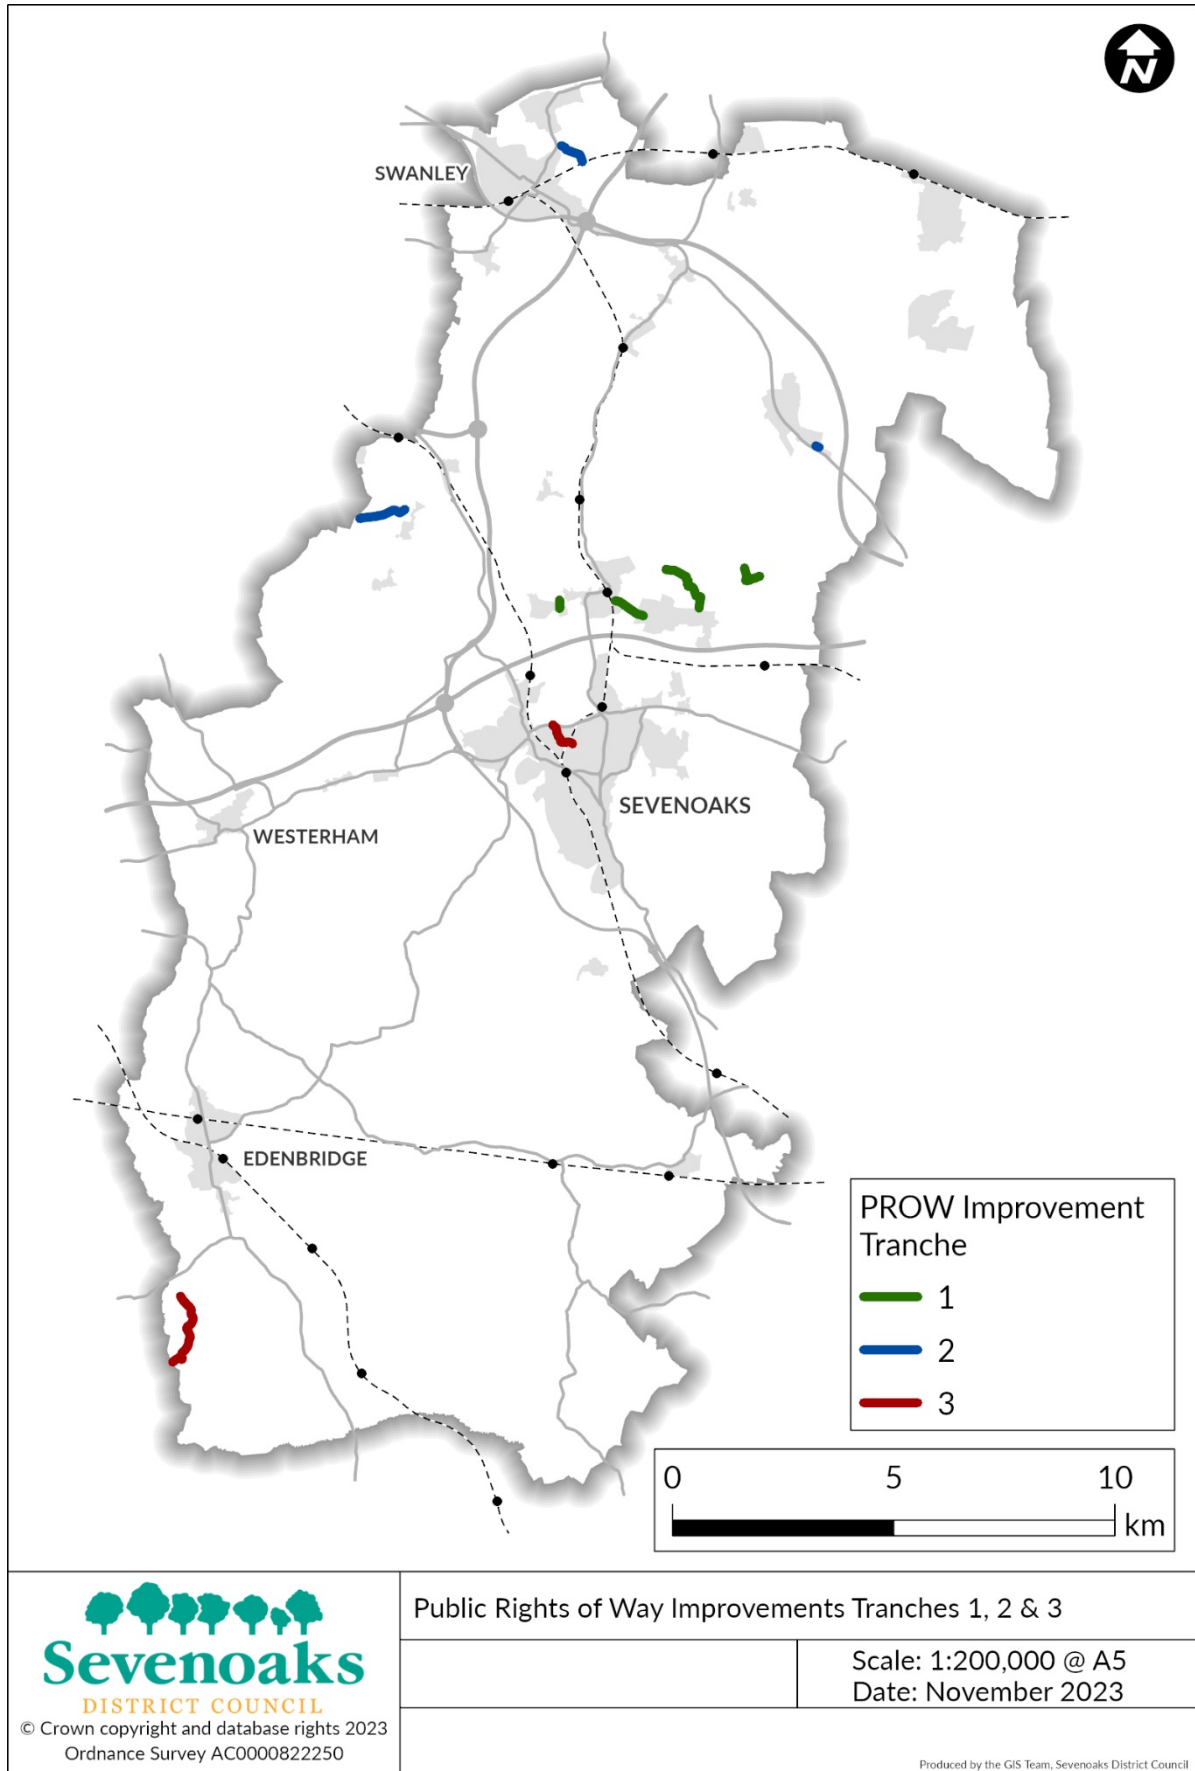 N
SWANLEY
SEVENOAKS
WESTERHAM
EDENBRIDGE
PROW Improvement
Tranche
1
2
3
0 5 10
km
Sevenoaks
DISTRICT COUNCIL
© Crown copyright and database rights 2023
Ordnance Survey AC0000822250
Public Rights of Way Improvements Tranches 1, 2 & 3
Scale: 1:200,000 @ A5
Date: November 2023
Produced by the GIS Team, Sevenoaks District Council